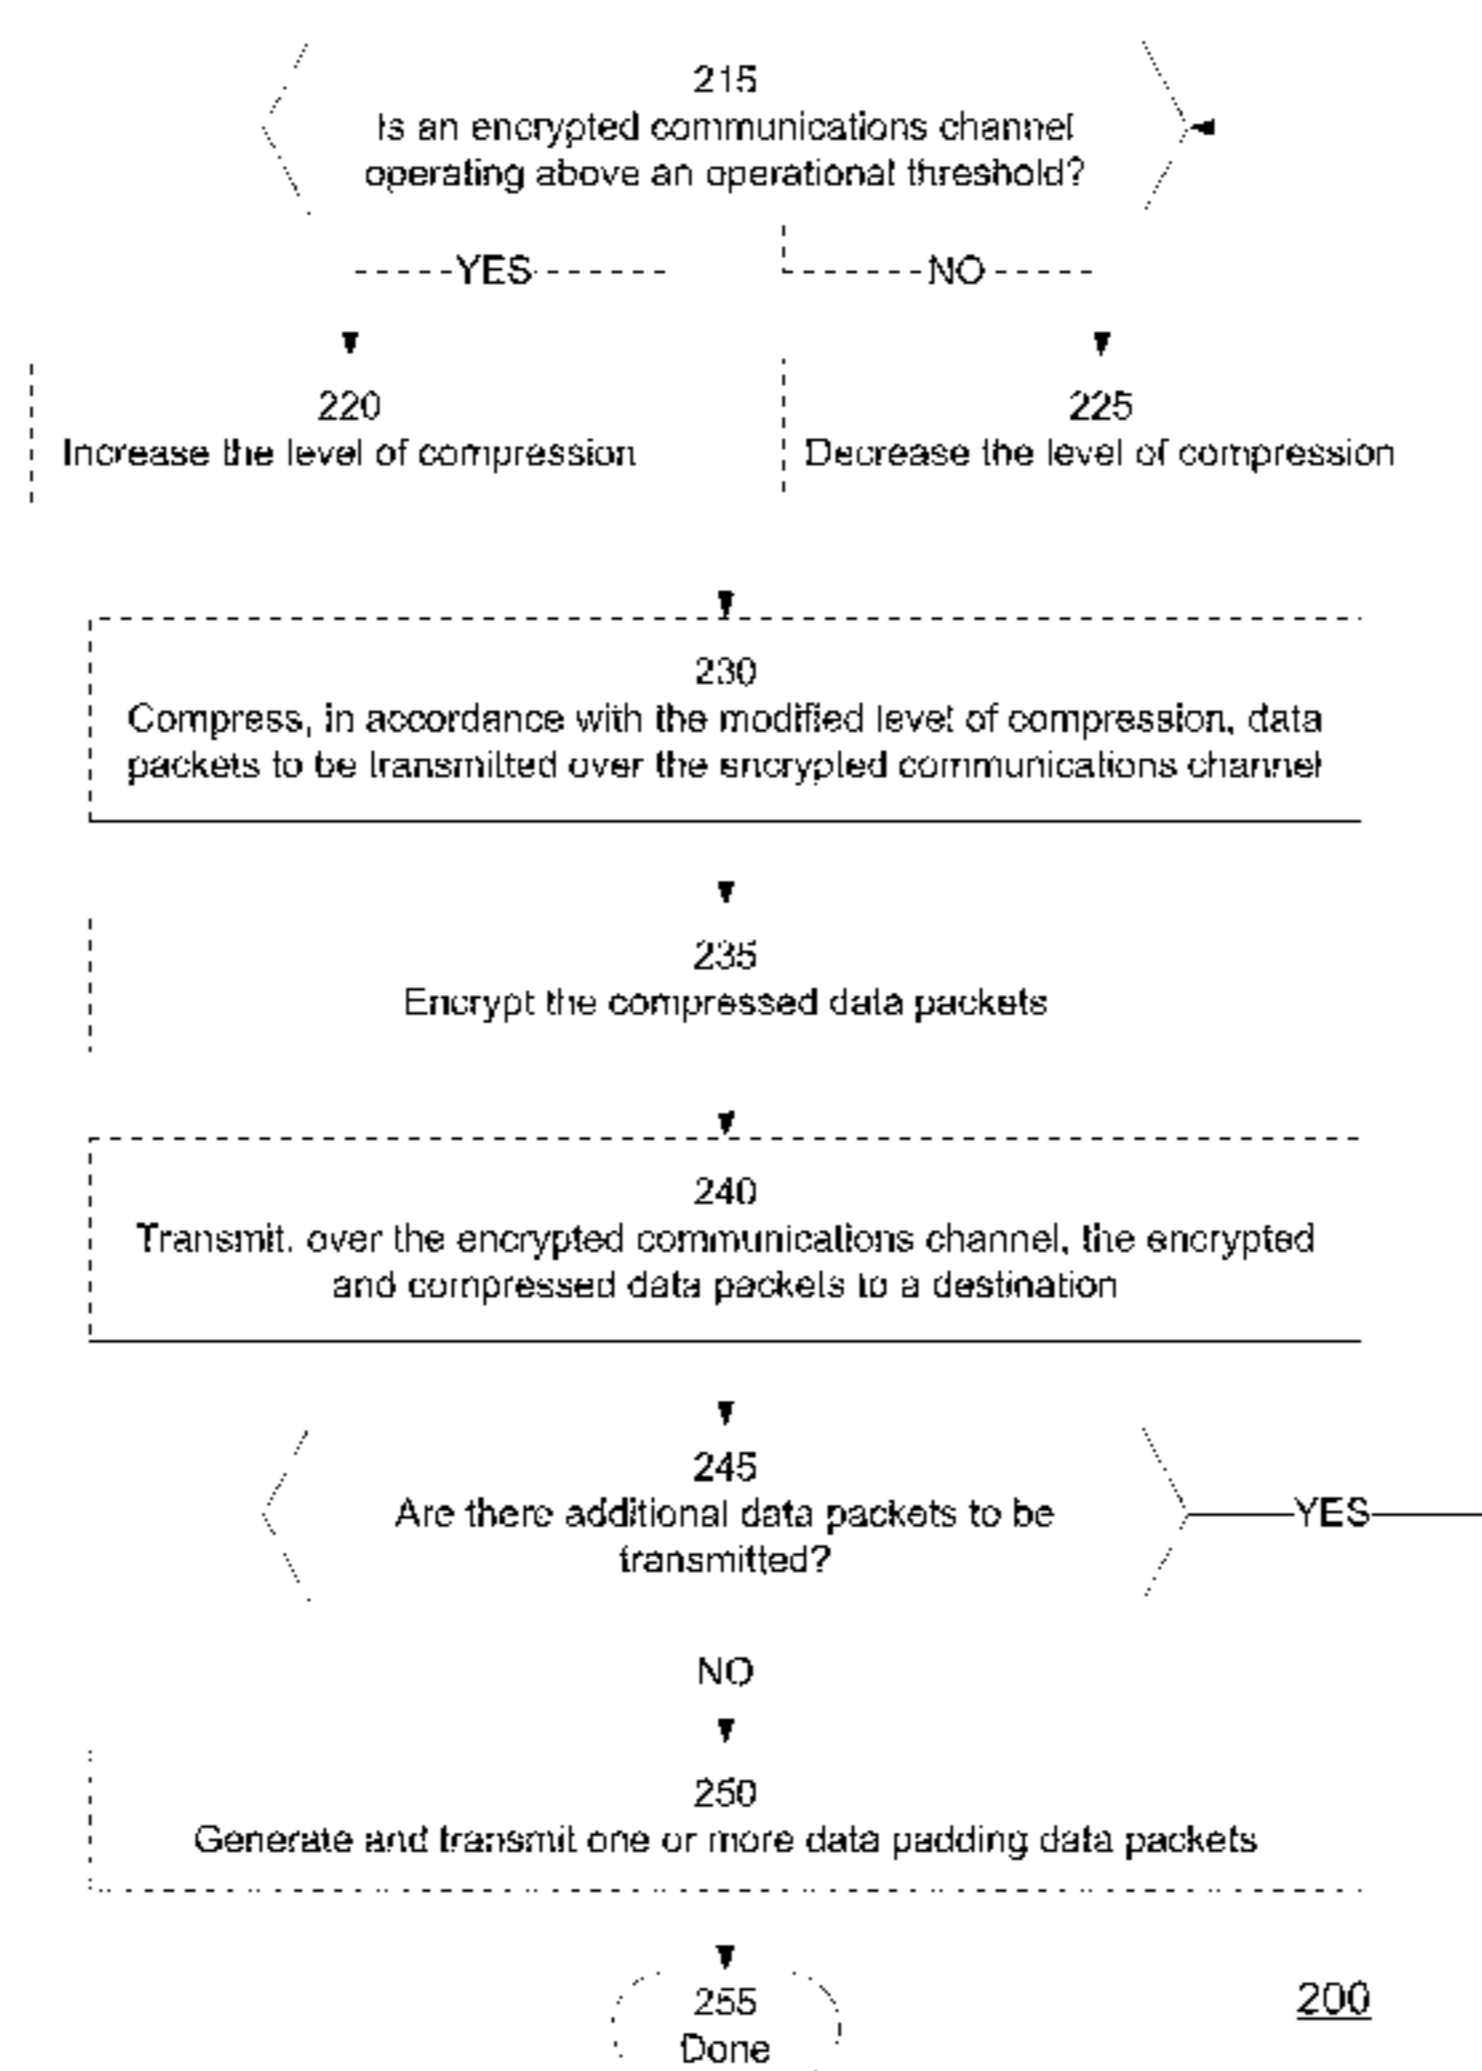 215
Is an encrypted communications channel
operating above an operational threshold?
YES
NO
220
Increase the level of compression
225
Decrease the level of compression
230
Compress, in accordance with the modified level of compression, data
packets to be transmitted over the encrypted communications channel
235
Encrypt the compressed data packets
240
Transmit, over the encrypted communications channel, the encrypted
and compressed data packets to a destination
245
Are there additional data packets to be
transmitted?
YES
NO
250
Generate and transmit one or more data padding data packets
255
Done
200